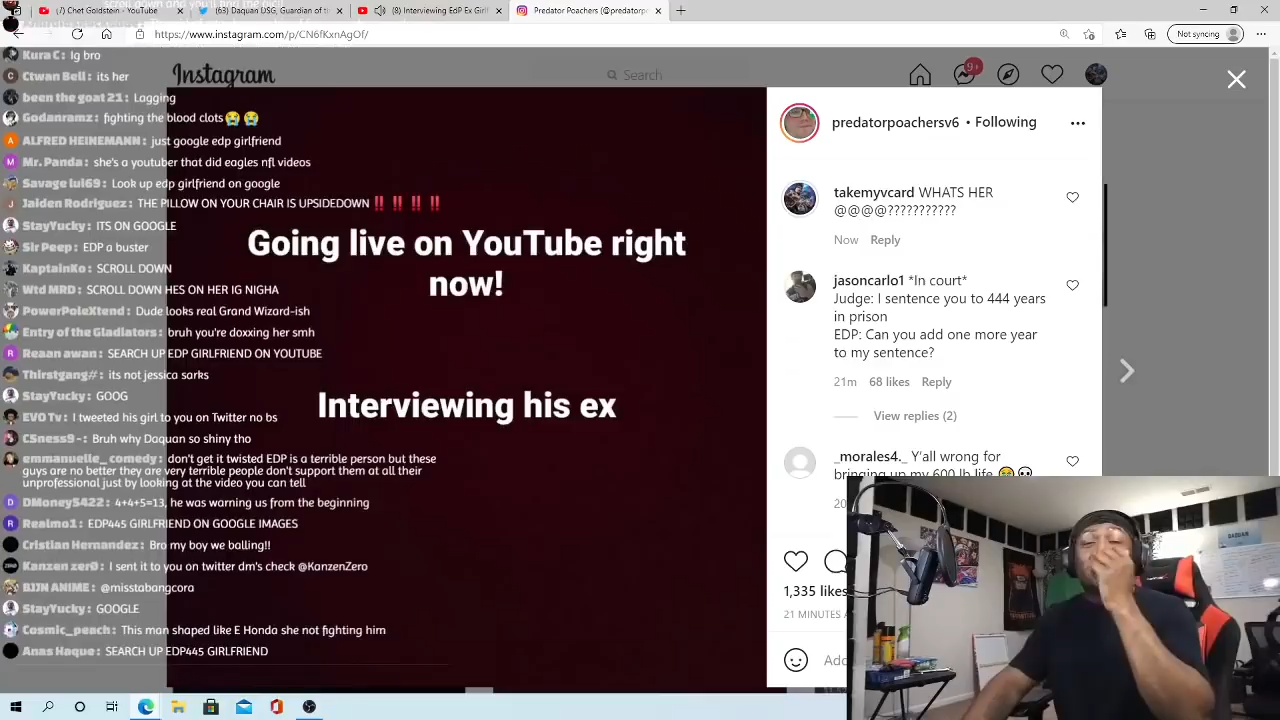 Chet Goldstein - YouTube
Daquan SDS, Guardian of t
(8) Interviewing EDP Ex Girlf
Predator Poachers (@predatorpo
https://www.instagram.com/p/CN6fKxnAgOf/
Not syncing
Instagram
Search
9+
Kura C: Ig bro
Ctwan Bell: its her
been the goat 21: Lagging
Godanramz: fighting the blood clots😭 😭
ALFRED HEINEMANN: just google edp girlfriend
Mr. Panda: she's a youtuber that did eagles nfl videos
Savage lui69: Look up edp girlfriend on google
Jaiden Rodriguez: THE PILLOW ON YOUR CHAIR IS UPSIDEDOWN ‼️ ‼️ ‼️ ‼️
StayYucky: ITS ON GOOGLE
Sir Peep: EDP a buster
KaptainKo: SCROLL DOWN
Wtd MRD: SCROLL DOWN HES ON HER IG NIGHA
PowerPoleXtend: Dude looks real Grand Wizard-ish
Entry of the Gladiators: bruh you're doxxing her smh
Reaan awan: SEARCH UP EDP GIRLFRIEND ON YOUTUBE
Thirstgang#: its not jessica sarks
StayYucky: GOOG
EVO Tv: I tweeted his girl to you on Twitter no bs
CSness9-: Bruh why Daquan so shiny tho
emmanuelle_comedy: don't get it twisted EDP is a terrible person but these
guys are no better they are very terrible people don't support them at all their
unprofessional just by looking at the video you can tell
DMoney5422: 4+4+5=13, he was warning us from the beginning
Realmo1: EDP445 GIRLFRIEND ON GOOGLE IMAGES
Cristian Hernandez: Bro my boy we balling!!
Kanzen zer0: I sent it to you on twitter dm's check @KanzenZero
BIJN ANIME: @misstabangcora
StayYucky: GOOGLE
Cosmic_peach: This man shaped like E Honda she not fighting him
Anas Haque: SEARCH UP EDP445 GIRLFRIEND
Going live on YouTube right
now!
Interviewing his ex
predatorpoachersv6 • Following
takemyvcard WHATS HER
@@@@???????????
Now Reply
jasoncarlo1 *In court*
Judge: I sentence you to 444 years
in prison
EDP: Can you add one more year
to my sentence?
21m 68 likes Reply
View replies (2)
_morales4._ Y'all wrong for
bringing up my 600 lb life
20
1,335 likes
21 MINUTES A
Adc